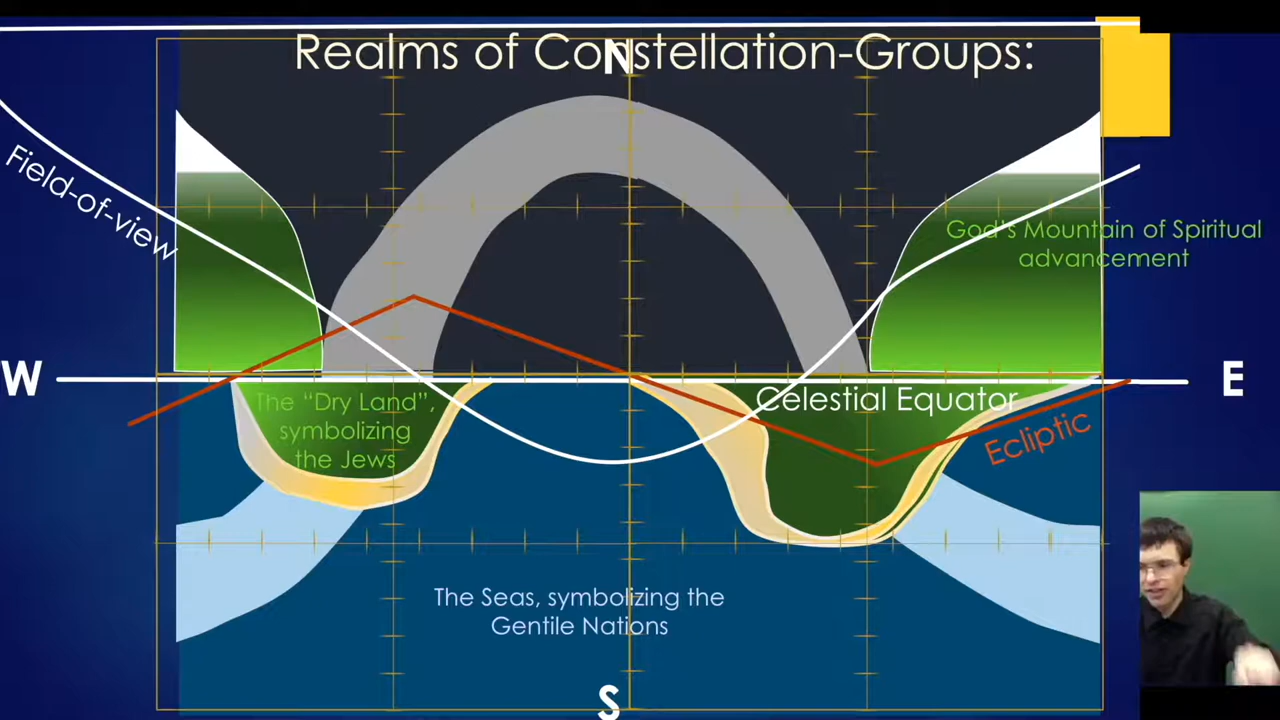 Realms of Constellation-Groups:
N
Field-of-view
God's Mountain of Spiritual
advancement
W
E
The “Dry Land”,
symbolizing
the Jews
Celestial Equator
Ecliptic
The Seas, symbolizing the
Gentile Nations
S